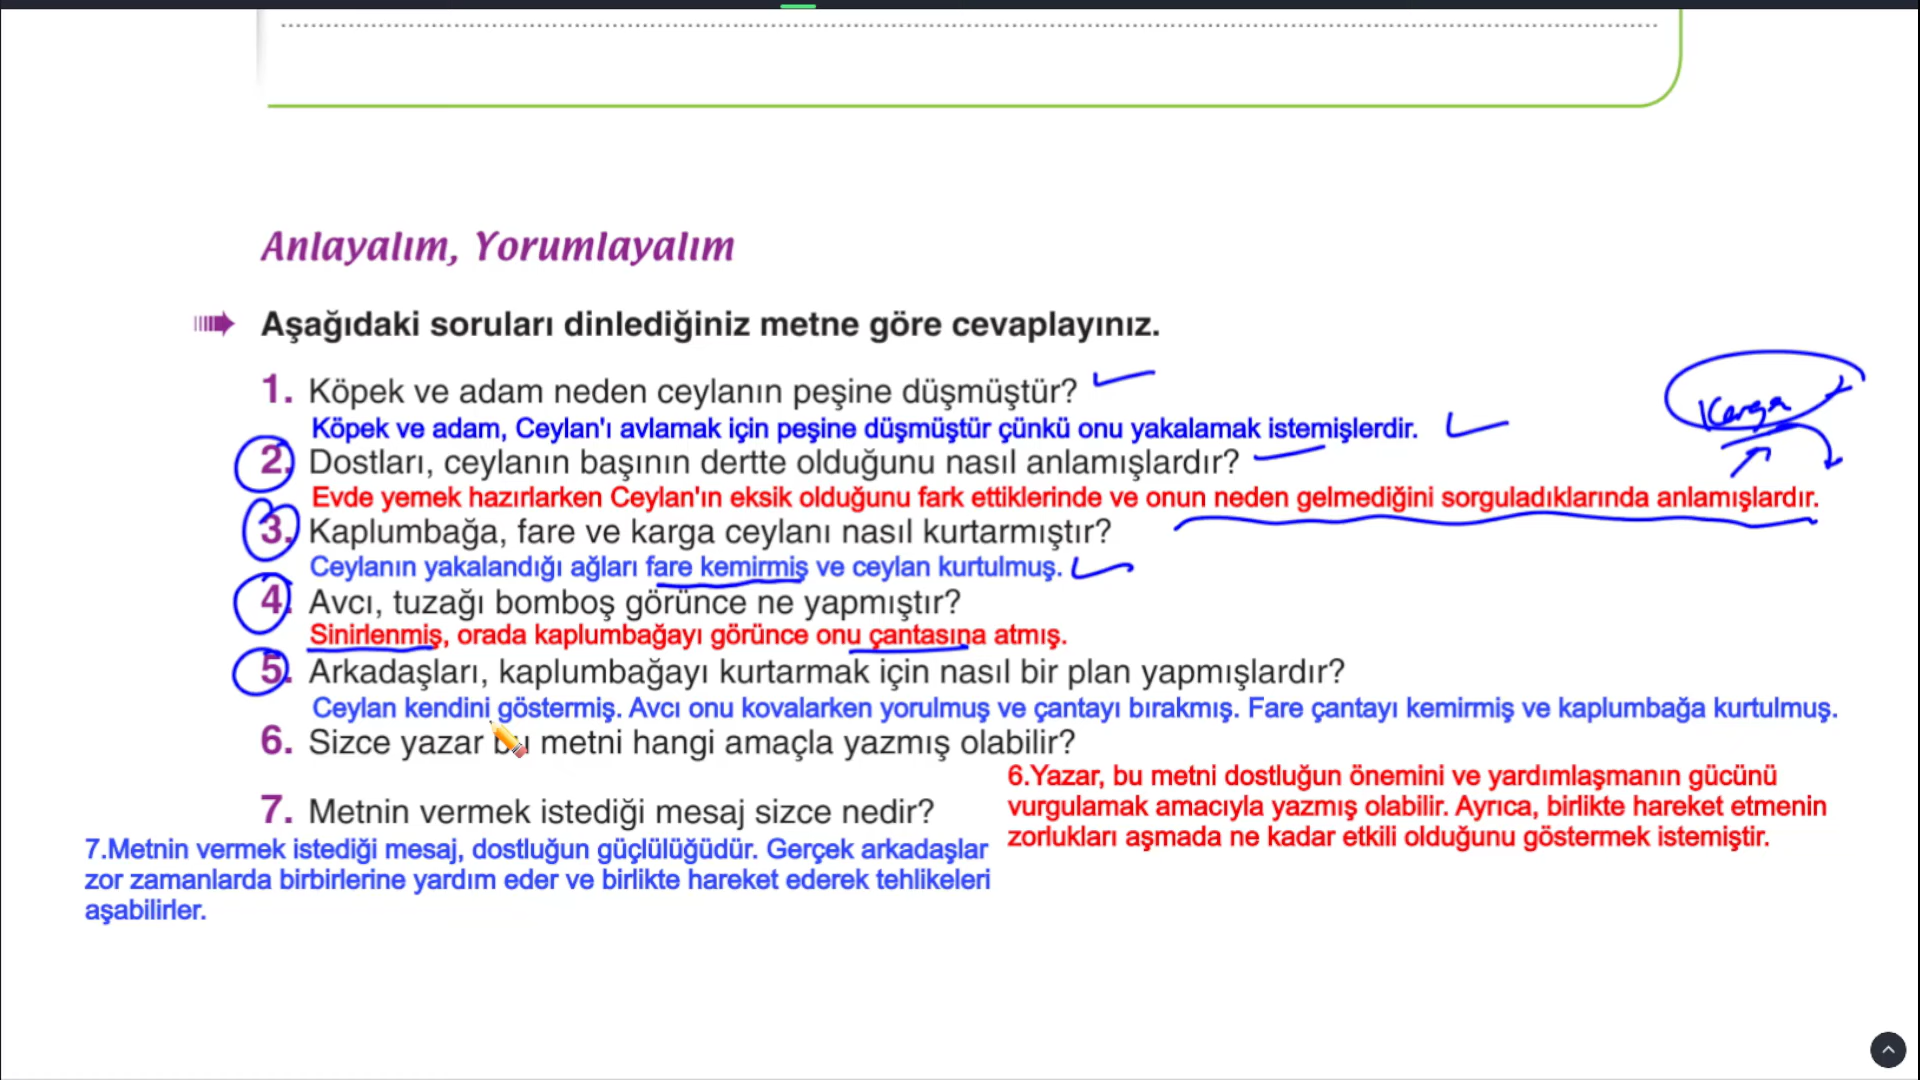 Anlayalım, Yorumlayalım
Aşağıdaki soruları dinlediğiniz metne göre cevaplayınız.
1. Köpek ve adam neden ceylanın peşine düşmüştür?
Karga
Köpek ve adam, Ceylan'ı avlamak için peşine düşmüştür çünkü onu yakalamak istemişlerdir.
2. Dostları, ceylanın başının dertte olduğunu nasıl anlamışlardır?
Evde yemek hazırlarken Ceylan'ın eksik olduğunu fark ettiklerinde ve onun neden gelmediğini sorguladıklarında anlamışlardır.
3. Kaplumbağa, fare ve karga ceylanı nasıl kurtarmıştır?
Ceylanın yakalandığı ağları fare kemirmiş ve ceylan kurtulmuş.
4. Avcı, tuzağı bomboş görünce ne yapmıştır?
Sinirlenmiş, orada kaplumbağayı görünce onu çantasına atmış.
5. Arkadaşları, kaplumbağayı kurtarmak için nasıl bir plan yapmışlardır?
Ceylan kendini göstermiş. Avcı onu kovalarken yorulmuş ve çantayı bırakmış. Fare çantayı kemirmiş ve kaplumbağa kurtulmuş.
6. Sizce yazar bu metni hangi amaçla yazmış olabilir?
6.Yazar, bu metni dostluğun önemini ve yardımlaşmanın gücünü
vurgulamak amacıyla yazmış olabilir. Ayrıca, birlikte hareket etmenin
zorlukları aşmada ne kadar etkili olduğunu göstermek istemiştir.
7. Metnin vermek istediği mesaj sizce nedir?
7.Metnin vermek istediği mesaj, dostluğun güçlülüğüdür. Gerçek arkadaşlar
zor zamanlarda birbirlerine yardım eder ve birlikte hareket ederek tehlikeleri
aşabilirler.